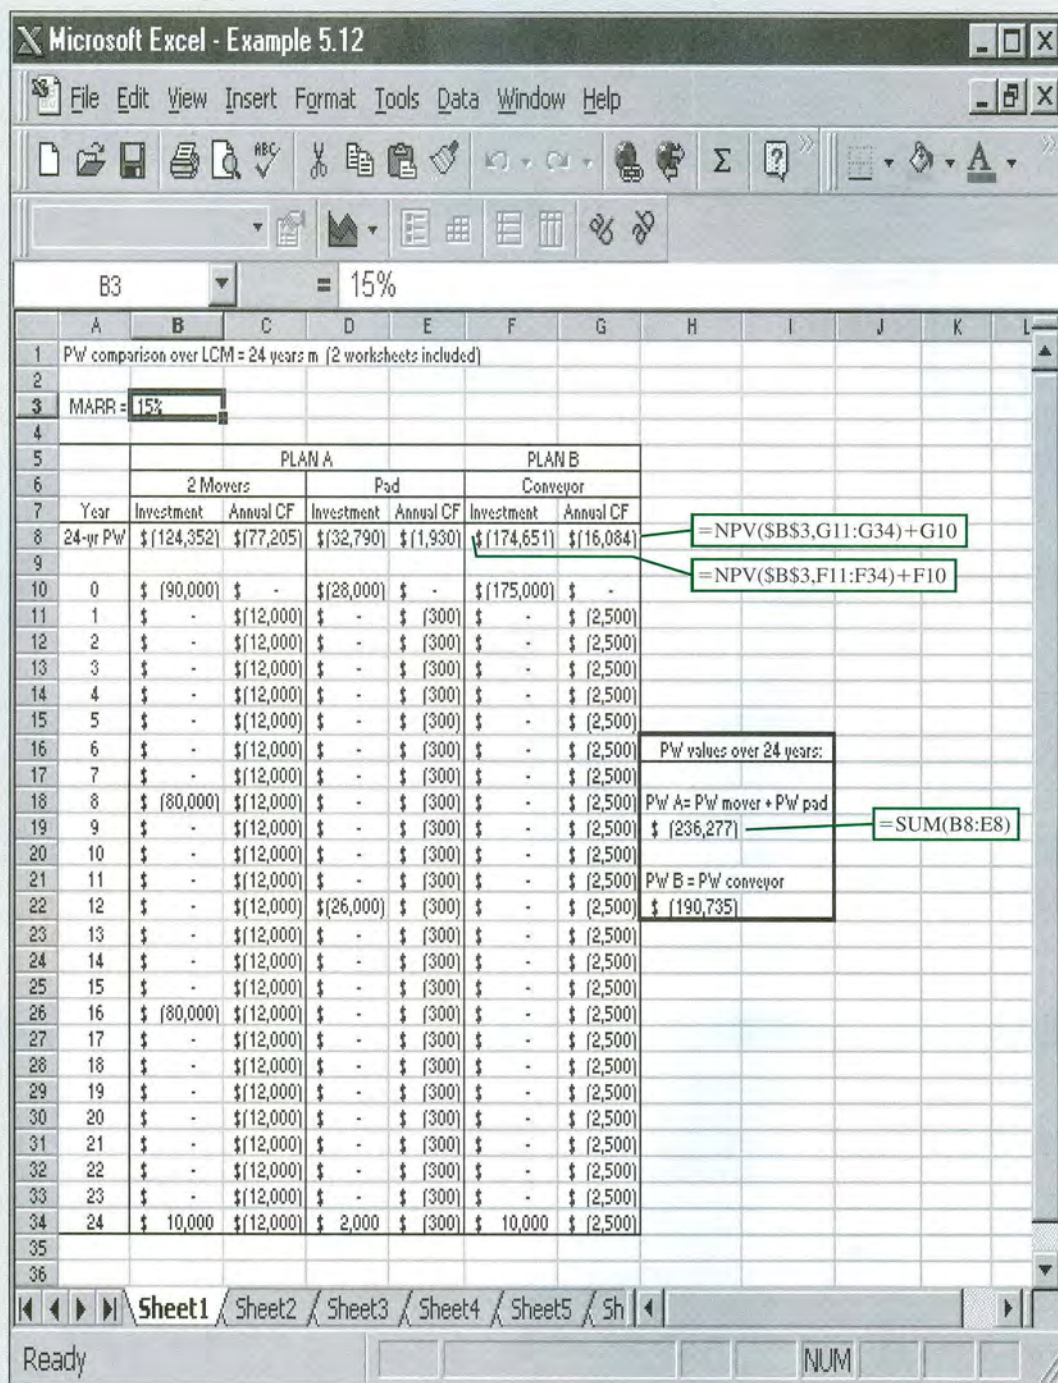 Microsoft Excel - Example 5.12
File Edit View Insert Format Tools Data Window Help
B3 = 15%
A B C D E F G H I J K L
1 PW comparison over LCM = 24 years m (2 worksheets included)
2
3 MARR = 15%
4
5 PLAN A PLAN B
6 2 Movers Pad Conveyor
7 Year Investment Annual CF Investment Annual CF Investment Annual CF
8 24-yr PW $(124,352) $(77,205) $(32,790) $(1,930) $(174,651) $(16,084) =NPV($B$3,G11:G34)+G10
9 =NPV($B$3,F11:F34)+F10
10 0 $ (90,000) $ - $(28,000) $ - $(175,000) $ -
11 1 $ - $(12,000) $ - $ (300) $ - $ (2,500)
12 2 $ - $(12,000) $ - $ (300) $ - $ (2,500)
13 3 $ - $(12,000) $ - $ (300) $ - $ (2,500)
14 4 $ - $(12,000) $ - $ (300) $ - $ (2,500)
15 5 $ - $(12,000) $ - $ (300) $ - $ (2,500)
16 6 $ - $(12,000) $ - $ (300) $ - $ (2,500) PW values over 24 years:
17 7 $ - $(12,000) $ - $ (300) $ - $ (2,500)
18 8 $ (80,000) $(12,000) $ - $ (300) $ - $ (2,500) PW A= PW mover + PW pad
19 9 $ - $(12,000) $ - $ (300) $ - $ (2,500) $ (236,277) =SUM(B8:E8)
20 10 $ - $(12,000) $ - $ (300) $ - $ (2,500)
21 11 $ - $(12,000) $ - $ (300) $ - $ (2,500) PW B = PW conveyor
22 12 $ - $(12,000) $(26,000) $ (300) $ - $ (2,500) $ (190,735)
23 13 $ - $(12,000) $ - $ (300) $ - $ (2,500)
24 14 $ - $(12,000) $ - $ (300) $ - $ (2,500)
25 15 $ - $(12,000) $ - $ (300) $ - $ (2,500)
26 16 $ (80,000) $(12,000) $ - $ (300) $ - $ (2,500)
27 17 $ - $(12,000) $ - $ (300) $ - $ (2,500)
28 18 $ - $(12,000) $ - $ (300) $ - $ (2,500)
29 19 $ - $(12,000) $ - $ (300) $ - $ (2,500)
30 20 $ - $(12,000) $ - $ (300) $ - $ (2,500)
31 21 $ - $(12,000) $ - $ (300) $ - $ (2,500)
32 22 $ - $(12,000) $ - $ (300) $ - $ (2,500)
33 23 $ - $(12,000) $ - $ (300) $ - $ (2,500)
34 24 $ 10,000 $(12,000) $ 2,000 $ (300) $ 10,000 $ (2,500)
35
36
Sheet1 Sheet2 Sheet3 Sheet4 Sheet5 Sh
Ready NUM